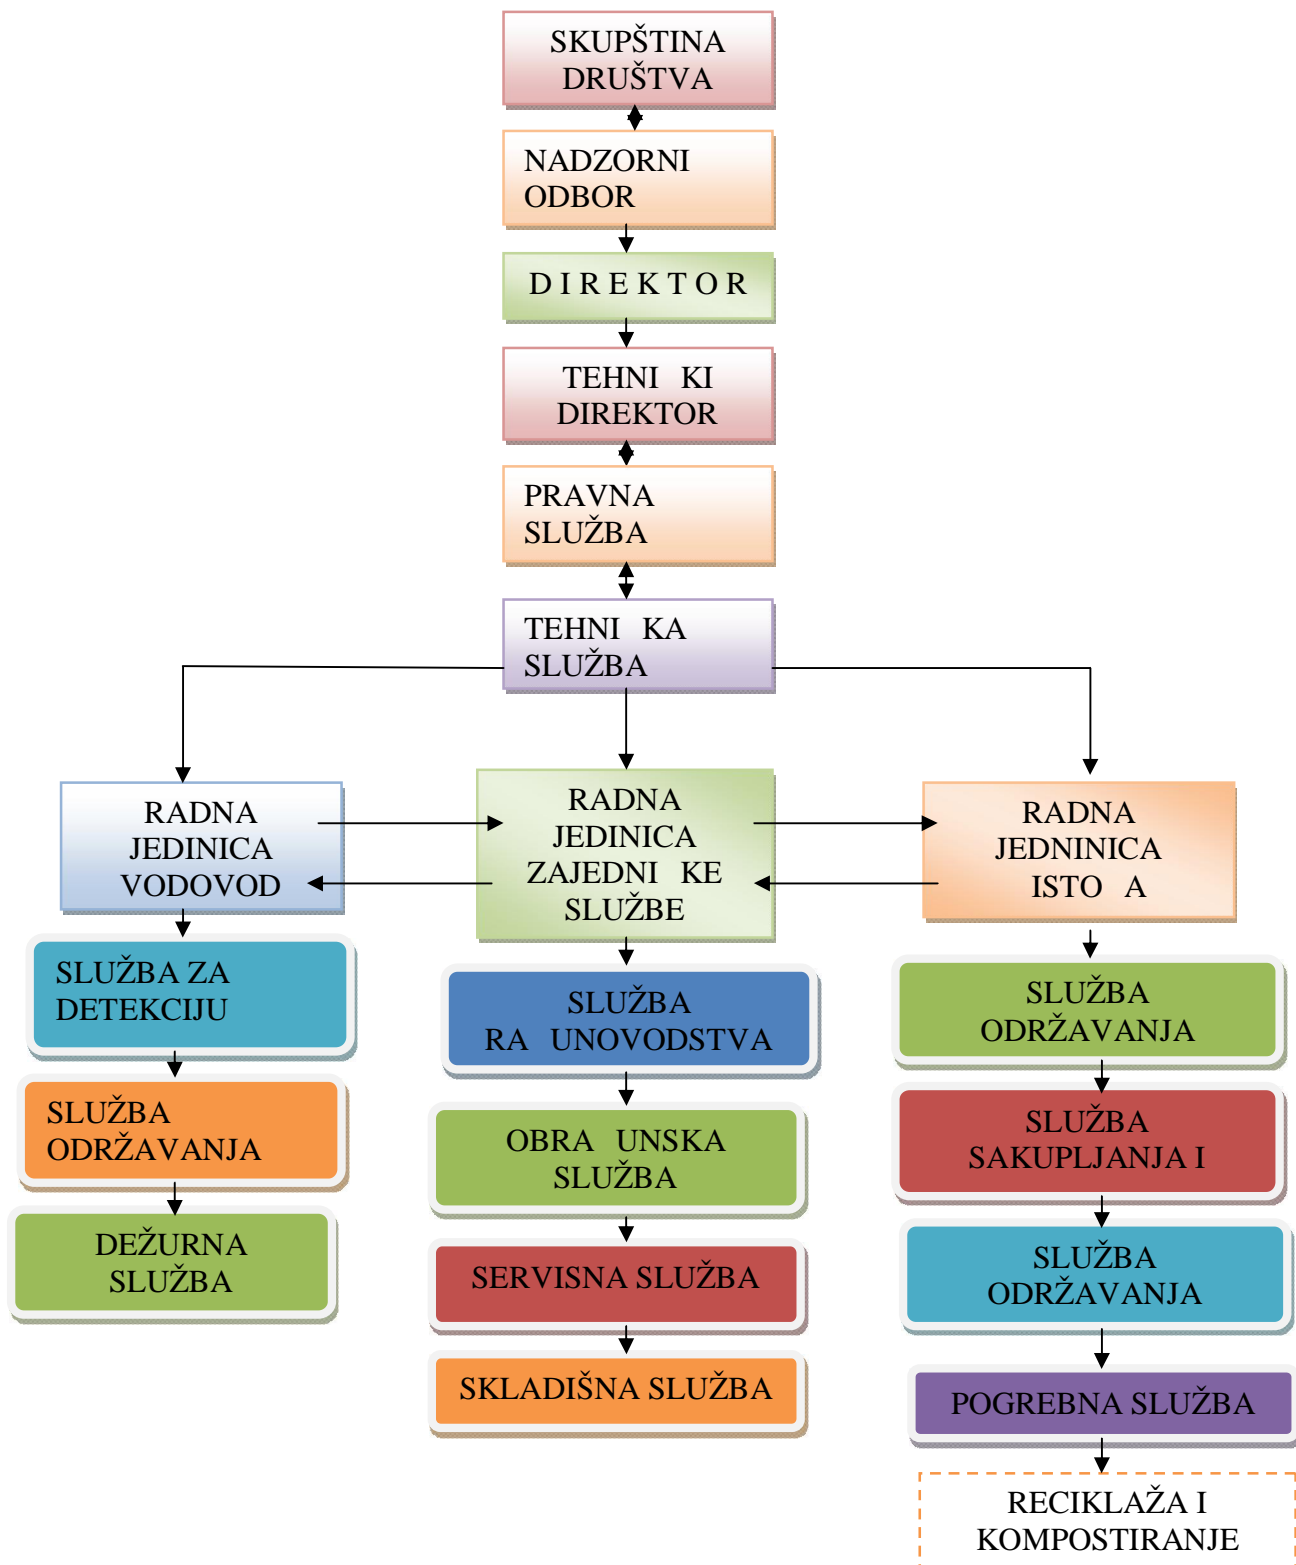 SKUPŠTINA
DRUŠTVA
NADZORNI
ODBOR
D I R E K T O R
TEHNI KI
DIREKTOR
PRAVNA
SLUŽBA
TEHNI KA
SLUŽBA
RADNA
JEDINICA
VODOVOD
RADNA
JEDINICA
ZAJEDNI KE
SLUŽBE
RADNA
JEDNINICA
ISTO A
SLUŽBA ZA
DETEKCIJU
SLUŽBA
ODRŽAVANJA
DEŽURNA
SLUŽBA
SLUŽBA
RA UNOVODSTVA
OBRA UNSKA
SLUŽBA
SERVISNA SLUŽBA
SKLADIŠNA SLUŽBA
SLUŽBA
ODRŽAVANJA
SLUŽBA
SAKUPLJANJA I
SLUŽBA
ODRŽAVANJA
POGREBNA SLUŽBA
RECIKLAŽA I
KOMPOSTIRANJE